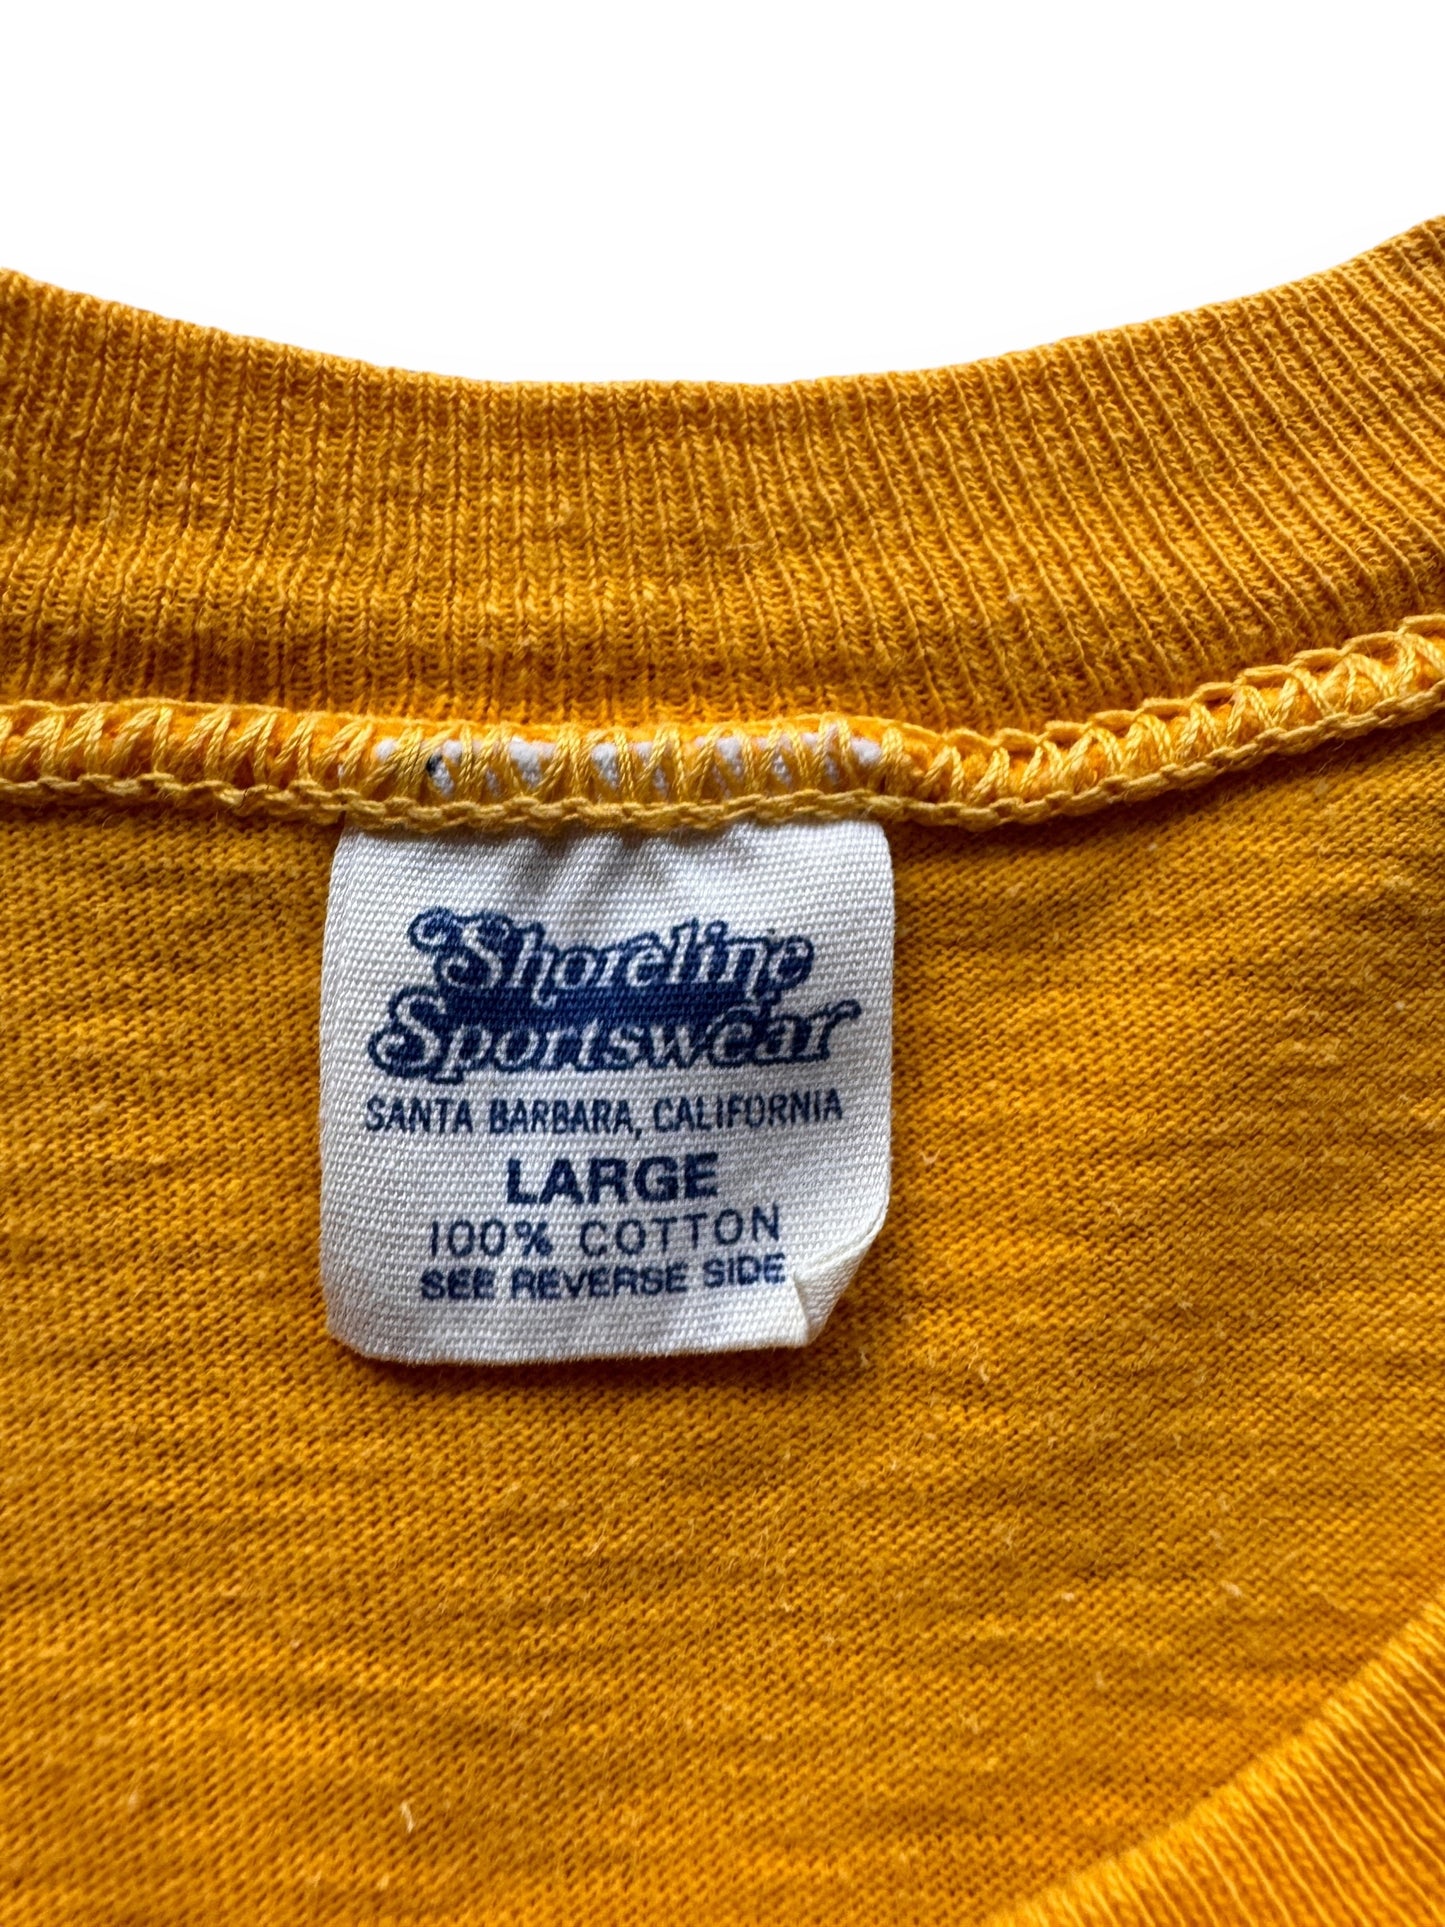 Shoreline
Sportswear
SANTA BARBARA, CALIFORNIA
LARGE
100% COTTON
SEE REVERSE SIDE